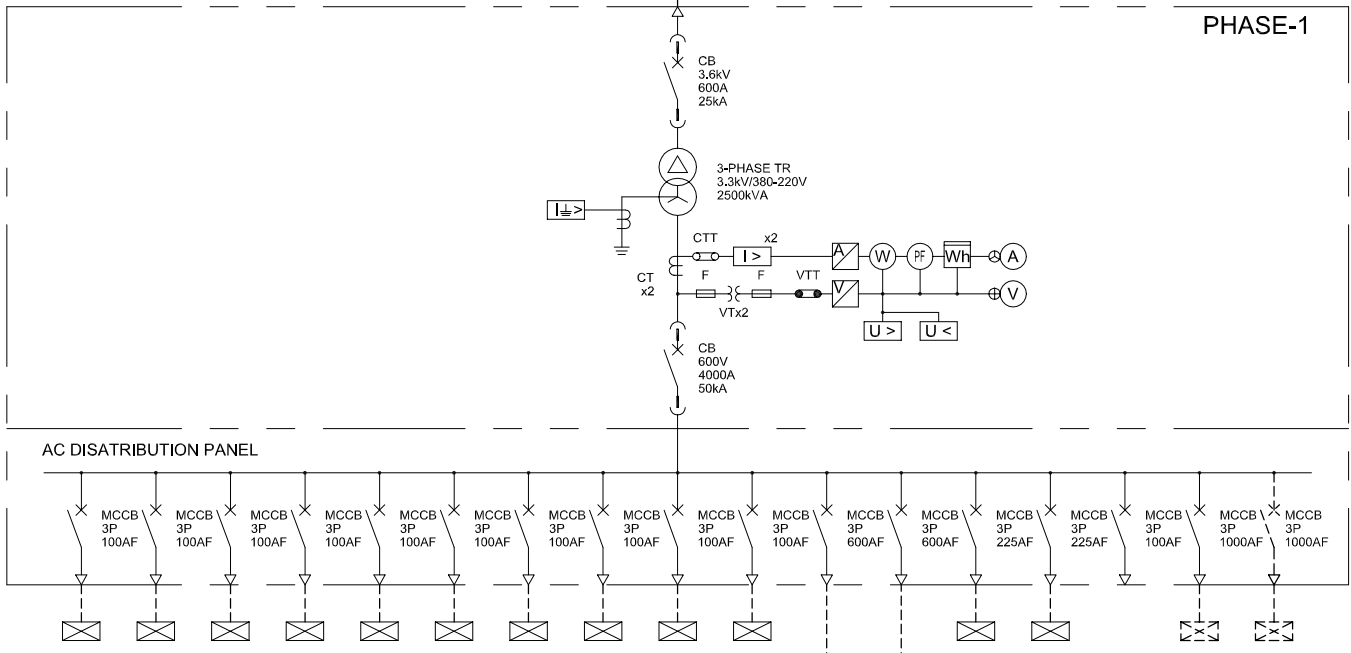 PHASE-1
CB
3.6kV
600A
25kA
3-PHASE TR
3.3kV/380-220V
2500kVA
I⏚>
CTT
x2
I >
A
W
PF
Wh
A
CT
x2
F
F
VTT
V
V
VTx2
U >
U <
CB
600V
4000A
50kA
AC DISATRIBUTION PANEL
MCCB
3P
100AF
MCCB
3P
100AF
MCCB
3P
100AF
MCCB
3P
100AF
MCCB
3P
100AF
MCCB
3P
100AF
MCCB
3P
100AF
MCCB
3P
100AF
MCCB
3P
100AF
MCCB
3P
100AF
MCCB
3P
600AF
MCCB
3P
600AF
MCCB
3P
225AF
MCCB
3P
225AF
MCCB
3P
100AF
MCCB
3P
1000AF
MCCB
3P
1000AF